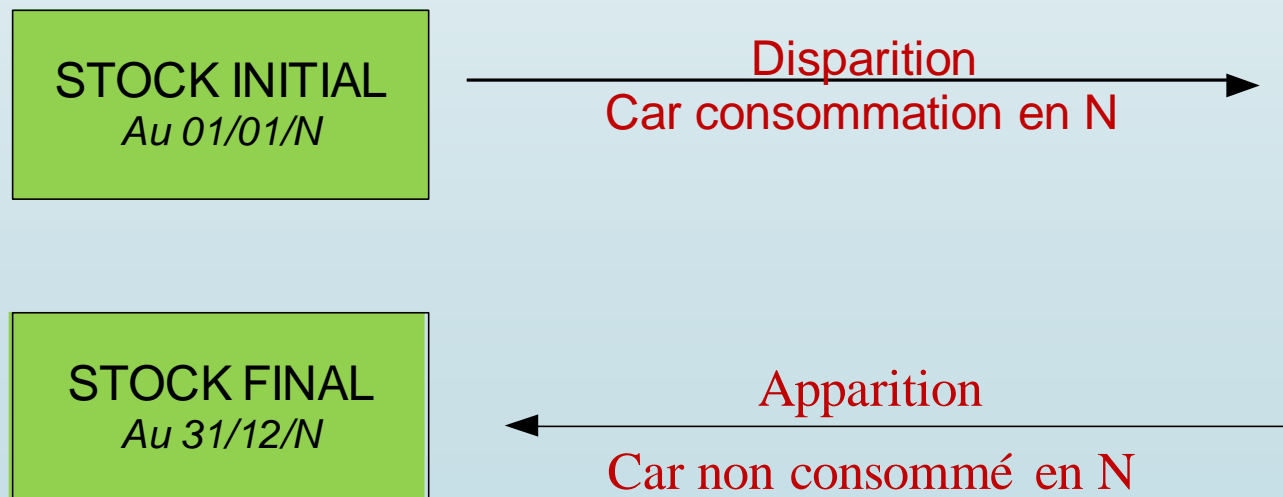 STOCK INITIAL
Au 01/01/N
Disparition
Car consommation en N
STOCK FINAL
Au 31/12/N
Apparition
Car non consommé en N